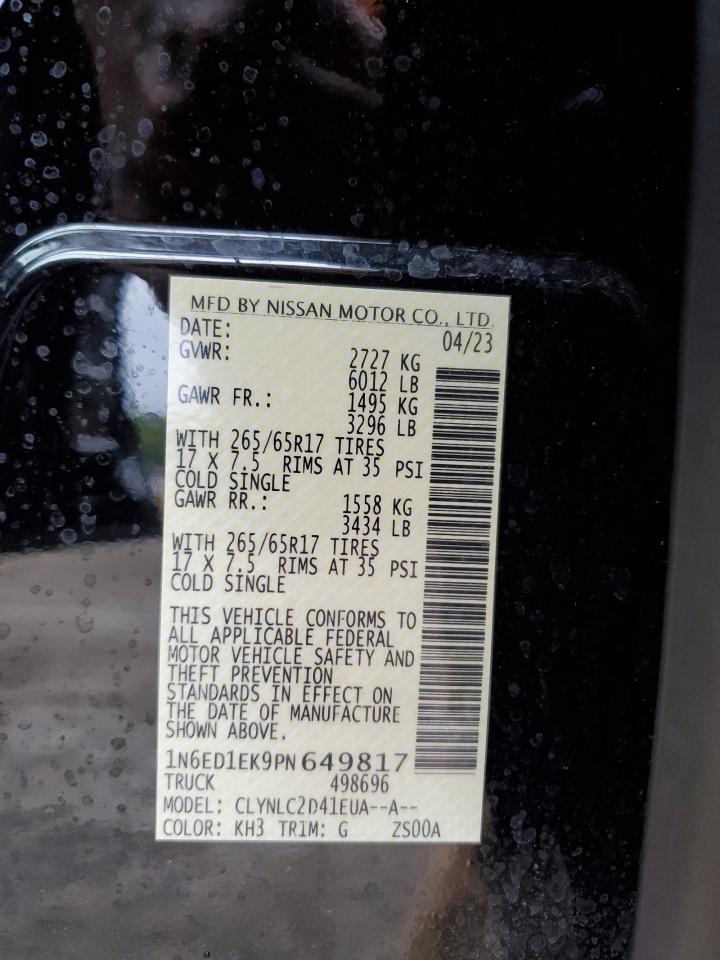 MFD BY NISSAN MOTOR CO., LTD.
DATE: 04/23
GVWR: 2727 KG
6012 LB
GAWR FR.: 1495 KG
3296 LB
WITH 265/65R17 TIRES
17 X 7.5 RIMS AT 35 PSI
COLD SINGLE
GAWR RR.: 1558 KG
3434 LB
WITH 265/65R17 TIRES
17 X 7.5 RIMS AT 35 PSI
COLD SINGLE
THIS VEHICLE CONFORMS TO
ALL APPLICABLE FEDERAL
MOTOR VEHICLE SAFETY AND
THEFT PREVENTION
STANDARDS IN EFFECT ON
THE DATE OF MANUFACTURE
SHOWN ABOVE.
1N6ED1EK9PN649817
TRUCK 498696
MODEL: CLYNLC2D41EUA--A--
COLOR: KH3 TRIM: G ZS00A